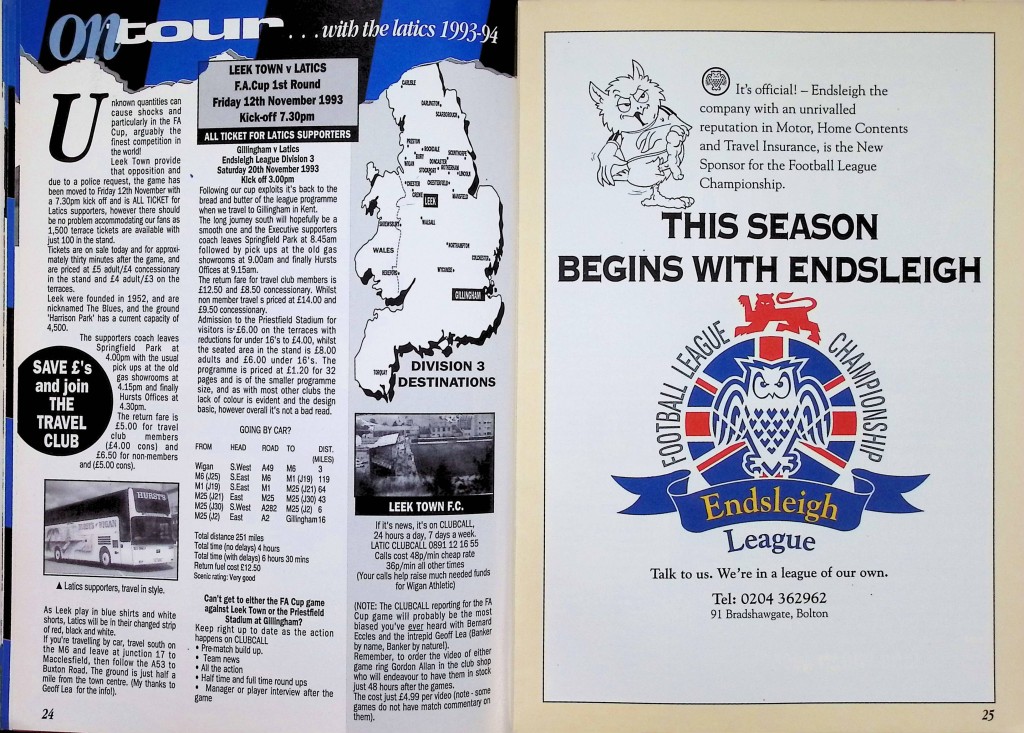 on tour ...with the latics 1993-94
Unknown quantities can
cause shocks and
particularly in the FA
Cup, arguably the
finest competition in
the world!
Leek Town provide
that opposition and
due to a police request, the game has
been moved to Friday 12th November with
a 7.30pm kick off and is ALL TICKET for
Latics supporters, however there should
be no problem accommodating our fans as
1,500 terrace tickets are available with
just 100 in the stand.
Tickets are on sale today and for approxi-
mately thirty minutes after the game, and
are priced at £5 adult/£4 concessionary
in the stand and £4 adult/£3 on the
terraces.
Leek were founded in 1952, and are
nicknamed The Blues, and the ground
'Harrison Park' has a current capacity of
4,500.
The supporters coach leaves
Springfield Park at
4.00pm with the usual
pick ups at the old
gas showrooms at
4.15pm and finally
Hursts Offices at
4.30pm.
The return fare is
£5.00 for travel
club members
(£4.00 cons) and
£6.50 for non-members
and (£5.00 cons).
SAVE £'s
and join
THE
TRAVEL
CLUB
HURST'S
HURSTS OF WIGAN
▲ Latics supporters, travel in style.
As Leek play in blue shirts and white
shorts, Latics will be in their changed strip
of red, black and white.
If you're travelling by car, travel south on
the M6 and leave at junction 17 to
Macclesfield, then follow the A53 to
Buxton Road. The ground is just half a
mile from the town centre. (My thanks to
Geoff Lea for the info!).
24
LEEK TOWN v LATICS
F.A.Cup 1st Round
Friday 12th November 1993
Kick-off 7.30pm
ALL TICKET FOR LATICS SUPPORTERS
Gillingham v Latics
Endsleigh League Division 3
Saturday 20th November 1993
Kick off 3.00pm
Following our cup exploits it's back to the
bread and butter of the league programme
when we travel to Gillingham in Kent.
The long journey south will hopefully be a
smooth one and the Executive supporters
coach leaves Springfield Park at 8.45am
followed by pick ups at the old gas
showrooms at 9.00am and finally Hursts
Offices at 9.15am.
The return fare for travel club members is
£12.50 and £8.50 concessionary. Whilst
non member travel s priced at £14.00 and
£9.50 concessionary.
Admission to the Priestfield Stadium for
visitors is £6.00 on the terraces with
reductions for under 16's to £4.00, whilst
the seated area in the stand is £8.00
adults and £6.00 under 16's. The
programme is priced at £1.20 for 32
pages and is of the smaller programme
size, and as with most other clubs the
lack of colour is evident and the design
basic, however overall it's not a bad read.
GOING BY CAR?
FROM HEAD ROAD TO DIST. (MILES)
Wigan S.West A49 M6 3
M6 (J25) S.East M6 M1 (J19) 119
M1 (J19) S.East M1 M25 (J21) 64
M25 (J21) East M25 M25 (J30) 43
M25 (J30) S.West A282 M25 (J2) 6
M25 (J2) East A2 Gillingham 16
Total distance 251 miles
Total time (no delays) 4 hours
Total time (with delays) 6 hours 30 mins
Return fuel cost £12.50
Scenic rating: Very good
Can't get to either the FA Cup game
against Leek Town or the Priestfield
Stadium at Gillingham?
Keep right up to date as the action
happens on CLUBCALL
• Pre-match build up.
• Team news
• All the action
• Half time and full time round ups
• Manager or player interview after the
game
CARLISLE
DARLINGTON
SCARBOROUGH
PRESTON
ROCHDALE
BURY
WIGAN
SCUNTHORPE
DONCASTER
ROTHERHAM
STOCKPORT
LINCOLN
CHESTER
CHESTERFIELD
CREWE
MANSFIELD
LEEK
SHREWSBURY
WALSALL
WALES
NORTHAMPTON
COLCHESTER
HEREFORD
WYCOMBE
GILLINGHAM
TORQUAY
DIVISION 3
DESTINATIONS
LEEK TOWN F.C.
If it's news, it's on CLUBCALL,
24 hours a day, 7 days a week.
LATIC CLUBCALL 0891 12 16 55
Calls cost 48p/min cheap rate
36p/min all other times
(Your calls help raise much needed funds
for Wigan Athletic)
(NOTE: The CLUBCALL reporting for the FA
Cup game will probably be the most
biased you've ever heard with Bernard
Eccles and the intrepid Geoff Lea (Banker
by name, Banker by nature!).
Remember, to order the video of either
game ring Gordon Allan in the club shop
who will endeavour to have them in stock
just 48 hours after the games.
The cost just £4.99 per video (note - some
games do not have match commentary on
them).
It's official! – Endsleigh the
company with an unrivalled
reputation in Motor, Home Contents
and Travel Insurance, is the New
Sponsor for the Football League
Championship.
THIS SEASON
BEGINS WITH ENDSLEIGH
FOOTBALL LEAGUE CHAMPIONSHIP
Endsleigh
League
Talk to us. We're in a league of our own.
Tel: 0204 362962
91 Bradshawgate, Bolton
25